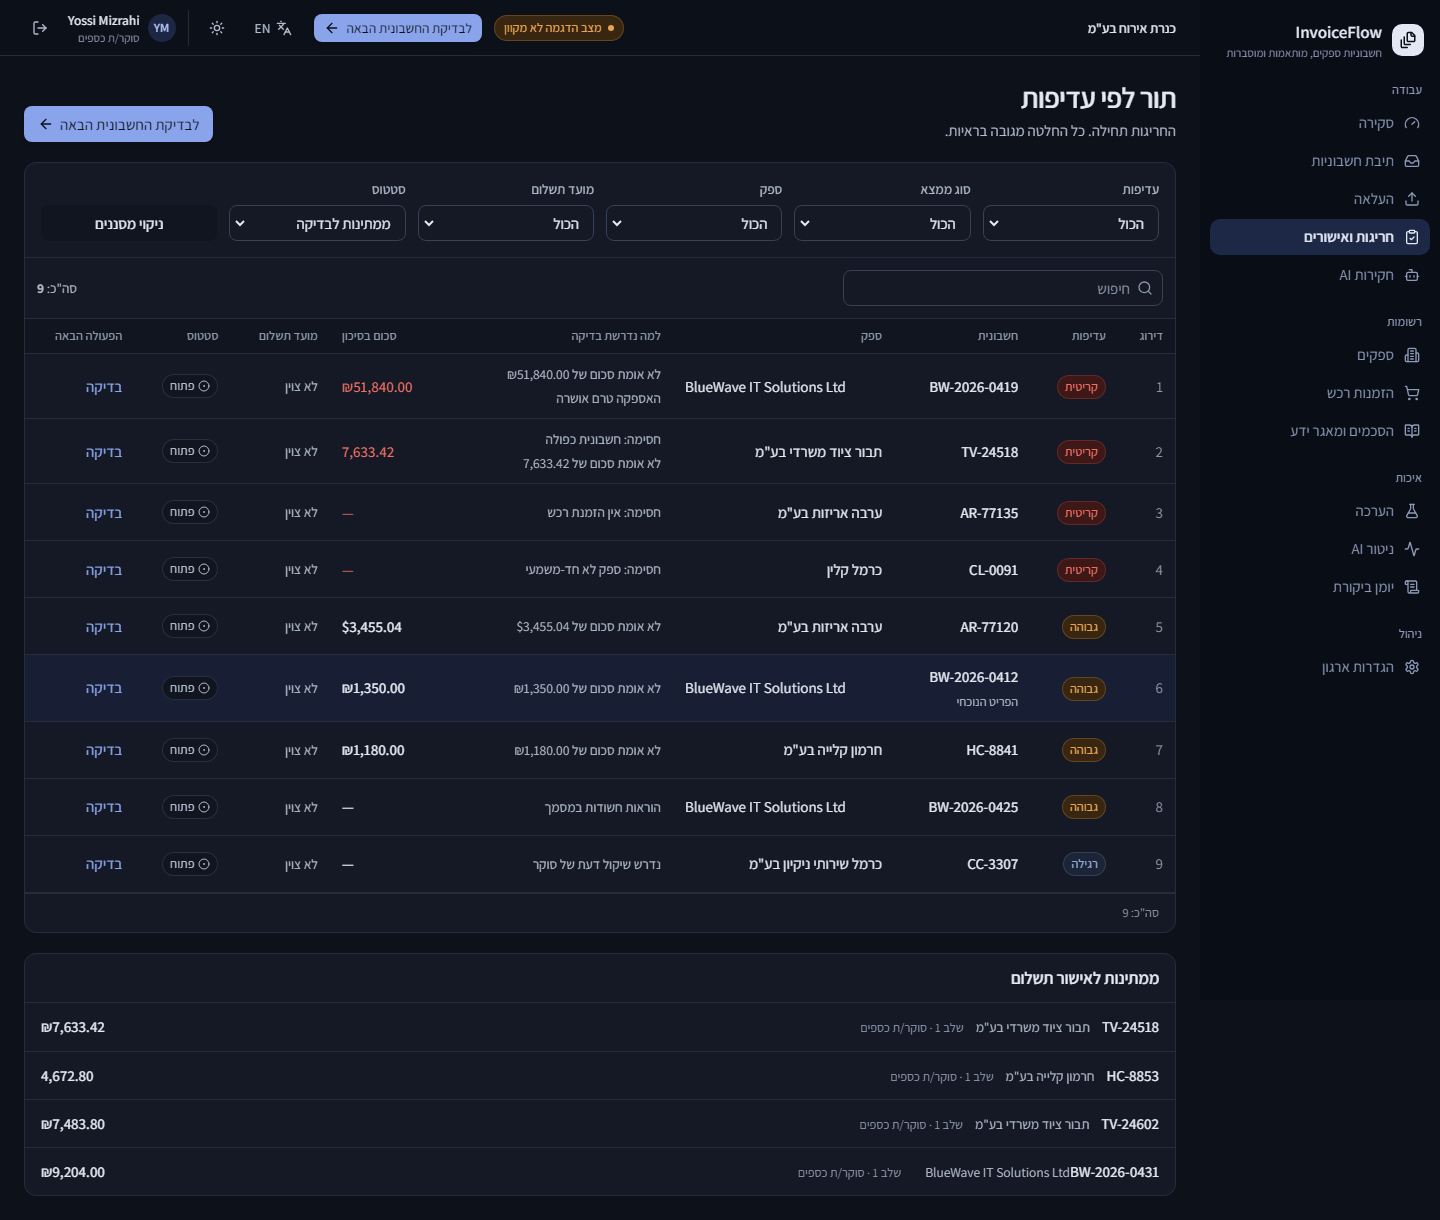 InvoiceFlow
חשבוניות ספקים, מותאמות ומוסברות
עבודה
סקירה
תיבת חשבוניות
העלאה
חריגות ואישורים
חקירות AI
רשומות
ספקים
הזמנות רכש
הסכמים ומאגר ידע
איכות
הערכה
ניטור AI
יומן ביקורת
ניהול
הגדרות ארגון
כנרת אירוח בע"מ
מצב הדגמה לא מקוון
לבדיקת החשבונית הבאה
EN
YM
Yossi Mizrahi
סוקר/ת כספים
תור לפי עדיפות
החריגות תחילה. כל החלטה מגובה בראיות.
לבדיקת החשבונית הבאה
עדיפות סוג ממצא ספק מועד תשלום סטטוס
הכול הכול הכול הכול ממתינות לבדיקה ניקוי מסננים
חיפוש סה"כ: 9
דירוג עדיפות חשבונית ספק למה נדרשת בדיקה סכום בסיכון מועד תשלום סטטוס הפעולה הבאה
1 קריטית BW-2026-0419 BlueWave IT Solutions Ltd לא אומת סכום של ₪51,840.00 ₪51,840.00 לא צוין פתוח בדיקה
האספקה טרם אושרה
2 קריטית TV-24518 תבור ציוד משרדי בע"מ חסימה: חשבונית כפולה 7,633.42 לא צוין פתוח בדיקה
לא אומת סכום של 7,633.42
3 קריטית AR-77135 ערבה אריזות בע"מ חסימה: אין הזמנת רכש — לא צוין פתוח בדיקה
4 קריטית CL-0091 כרמל קלין חסימה: ספק לא חד-משמעי — לא צוין פתוח בדיקה
5 גבוהה AR-77120 ערבה אריזות בע"מ לא אומת סכום של $3,455.04 $3,455.04 לא צוין פתוח בדיקה
6 גבוהה BW-2026-0412 BlueWave IT Solutions Ltd לא אומת סכום של ₪1,350.00 ₪1,350.00 לא צוין פתוח בדיקה
הפריט הנוכחי
7 גבוהה HC-8841 חרמון קלייה בע"מ לא אומת סכום של ₪1,180.00 ₪1,180.00 לא צוין פתוח בדיקה
8 גבוהה BW-2026-0425 BlueWave IT Solutions Ltd הוראות חשודות במסמך — לא צוין פתוח בדיקה
9 רגילה CC-3307 כרמל שירותי ניקיון בע"מ נדרש שיקול דעת של סוקר — לא צוין פתוח בדיקה
סה"כ: 9
ממתינות לאישור תשלום
TV-24518 תבור ציוד משרדי בע"מ שלב 1 · סוקר/ת כספים ₪7,633.42
HC-8853 חרמון קלייה בע"מ שלב 1 · סוקר/ת כספים 4,672.80
TV-24602 תבור ציוד משרדי בע"מ שלב 1 · סוקר/ת כספים ₪7,483.80
BW-2026-0431 BlueWave IT Solutions Ltd שלב 1 · סוקר/ת כספים ₪9,204.00